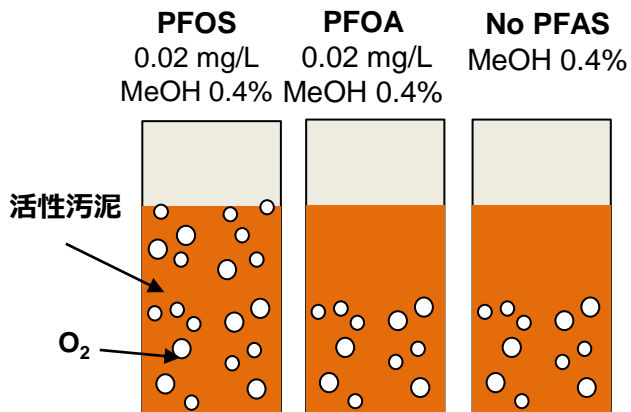 PFOS
0.02 mg/L
MeOH 0.4%
PFOA
0.02 mg/L
MeOH 0.4%
No PFAS
MeOH 0.4%
活性污泥
O₂